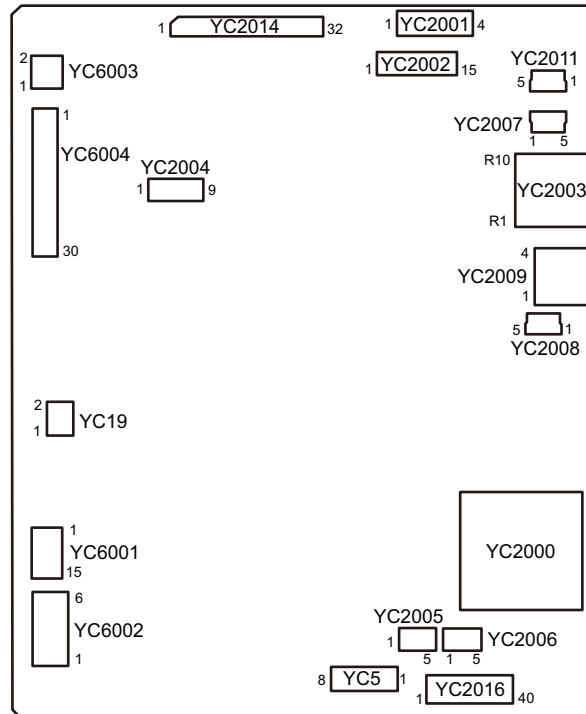 1 YC2014 32
1 YC2001 4
2
1
YC6003
1 YC2002 15
YC2011
5 1
1
YC6004
30
YC2007
1 5
YC2004
1 9
R10
YC2003
R1
4
YC2009
1
5 1
YC2008
2
1
YC19
1
YC6001
15
YC2000
6
YC6002
1
YC2005
1
5
YC2006
1 5
8 YC5 1
1 YC2016 40